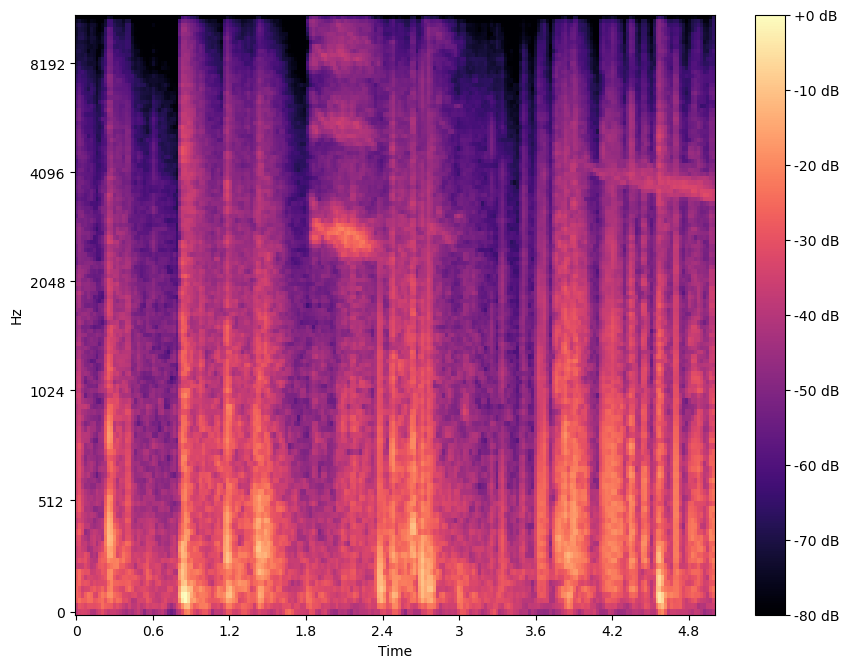 +0 dB
8192
-10 dB
4096
-20 dB
-30 dB
2048
-40 dB
Hz
1024
-50 dB
-60 dB
512
-70 dB
0
-80 dB
0 0.6 1.2 1.8 2.4 3 3.6 4.2 4.8
Time